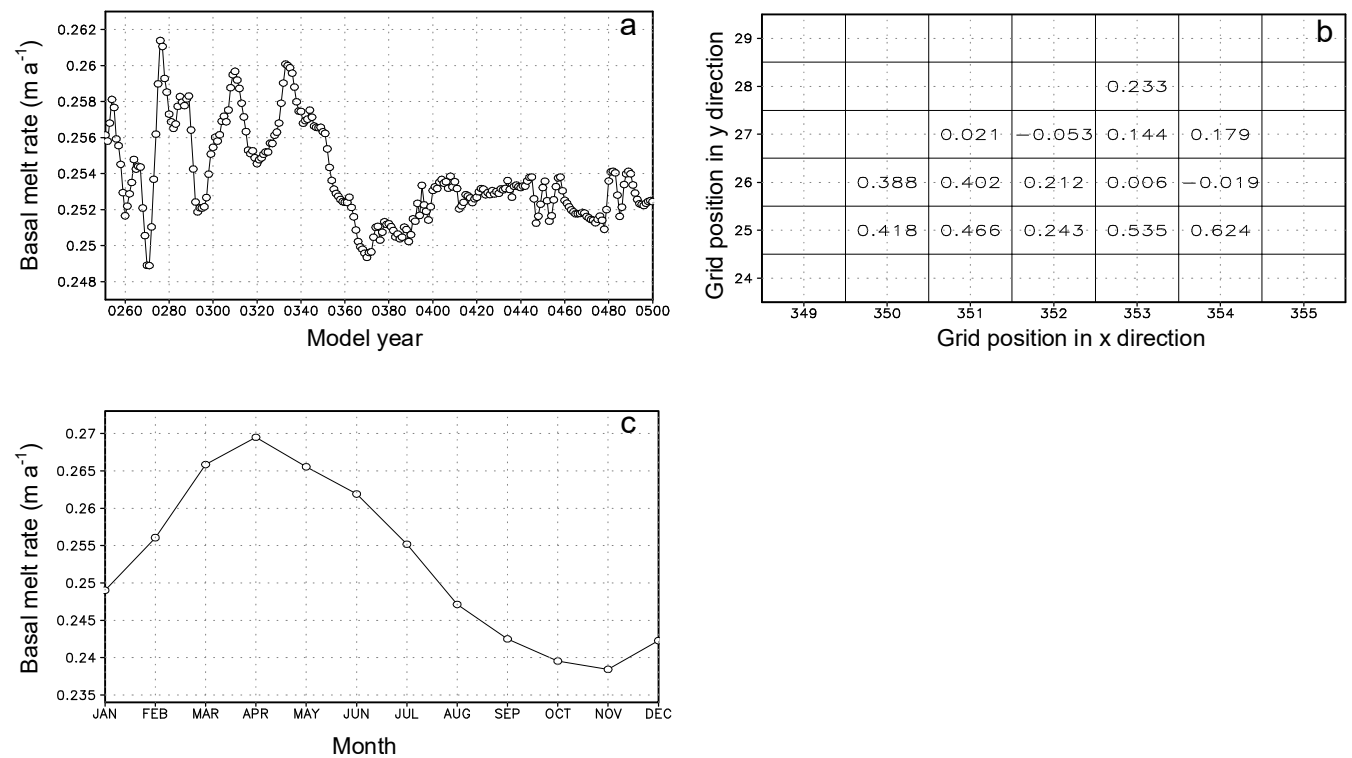 a
Basal melt rate (m a⁻¹)
0.262
0.26
0.258
0.256
0.254
0.252
0.25
0.248
0260 0280 0300 0320 0340 0360 0380 0400 0420 0440 0460 0480 0500
Model year
b
Grid position in y direction
29
28 0.233
27 0.021 −0.053 0.144 0.179
26 0.388 0.402 0.212 0.006 −0.019
25 0.418 0.466 0.243 0.535 0.624
24
349 350 351 352 353 354 355
Grid position in x direction
c
Basal melt rate (m a⁻¹)
0.27
0.265
0.26
0.255
0.25
0.245
0.24
0.235
JAN FEB MAR APR MAY JUN JUL AUG SEP OCT NOV DEC
Month